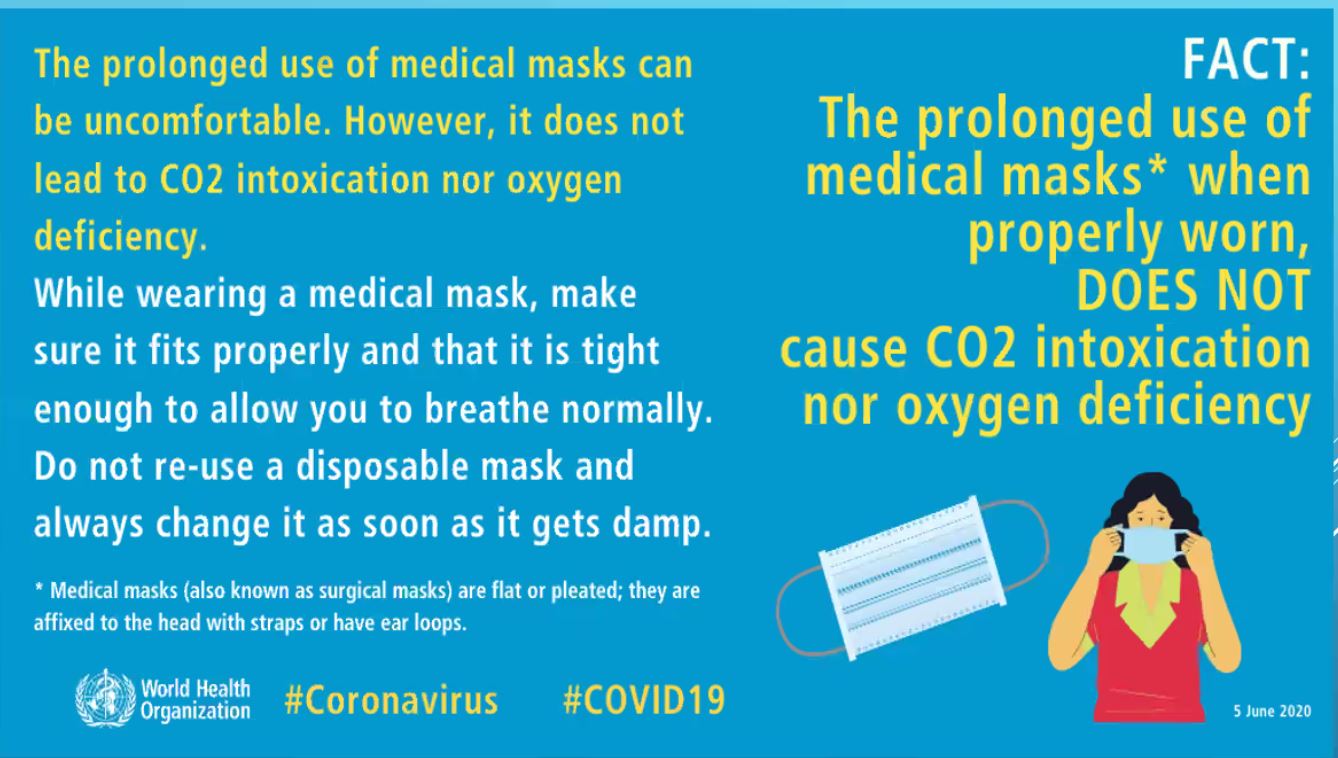 The prolonged use of medical masks can
be uncomfortable. However, it does not
lead to CO2 intoxication nor oxygen
deficiency.
While wearing a medical mask, make
sure it fits properly and that it is tight
enough to allow you to breathe normally.
Do not re-use a disposable mask and
always change it as soon as it gets damp.
* Medical masks (also known as surgical masks) are flat or pleated; they are
affixed to the head with straps or have ear loops.
World Health
Organization
#Coronavirus #COVID19
FACT:
The prolonged use of
medical masks* when
properly worn,
DOES NOT
cause CO2 intoxication
nor oxygen deficiency
5 June 2020